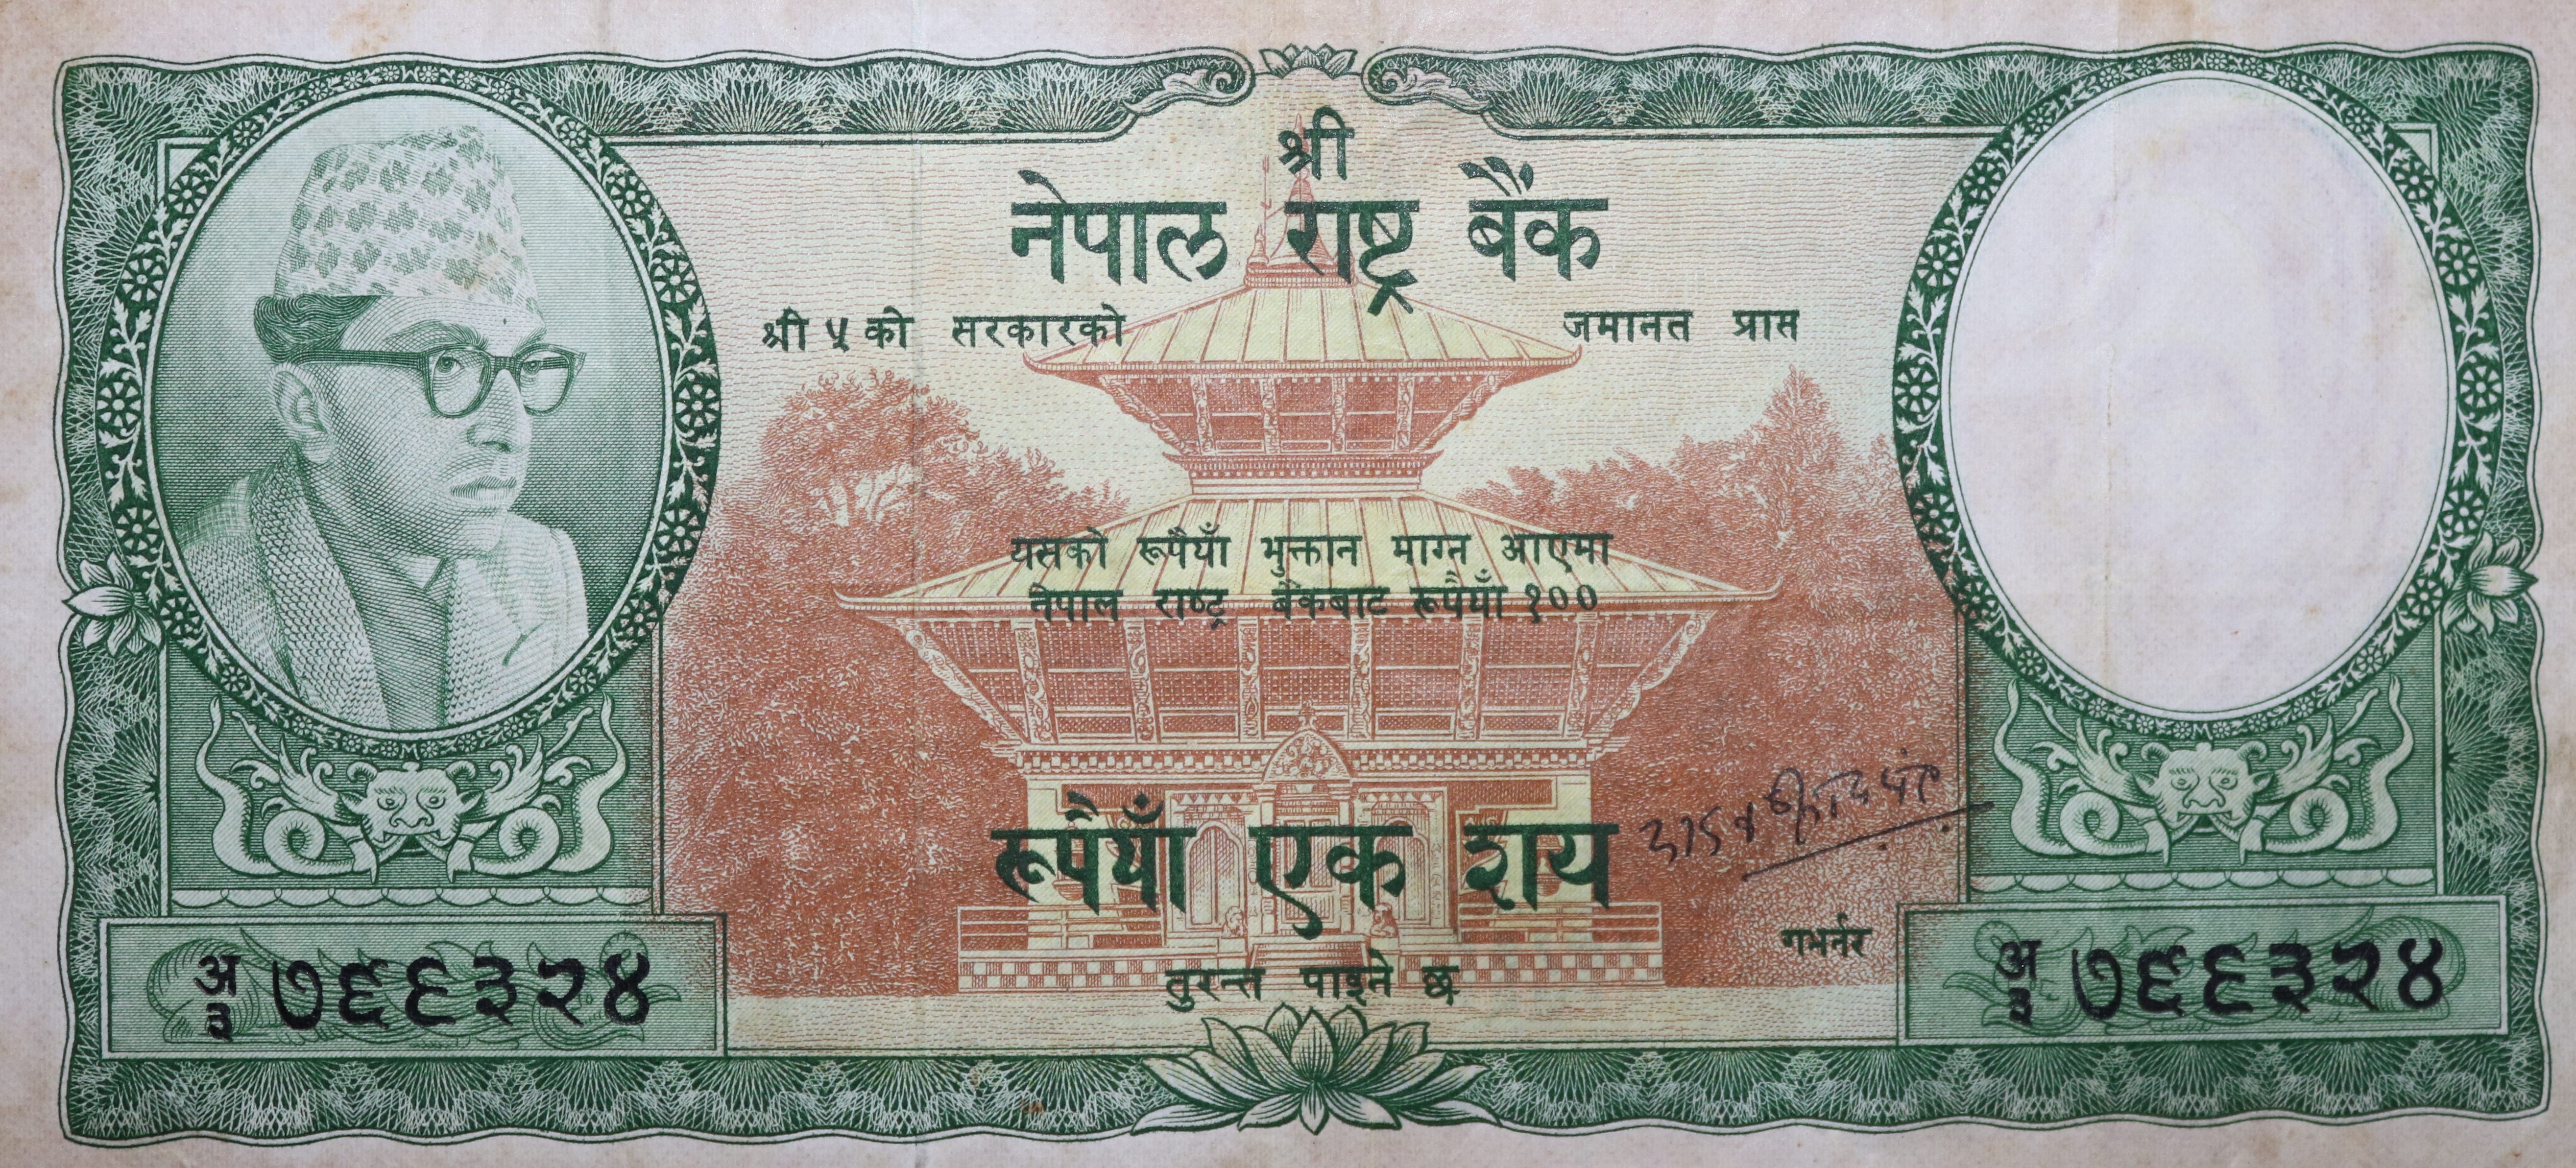 श्री
नेपाल राष्ट्र बैंक
श्री ५ को सरकारको जमानत प्राप्त
यसको रूपैयाँ भुक्तान माग्न आएमा
नेपाल राष्ट्र बैंकबाट रूपैयाँ १००
रूपैयाँ एक शय
तुरन्त पाइने छ
गभर्नर
अ/३ ७६६३२४
अ/३ ७६६३२४